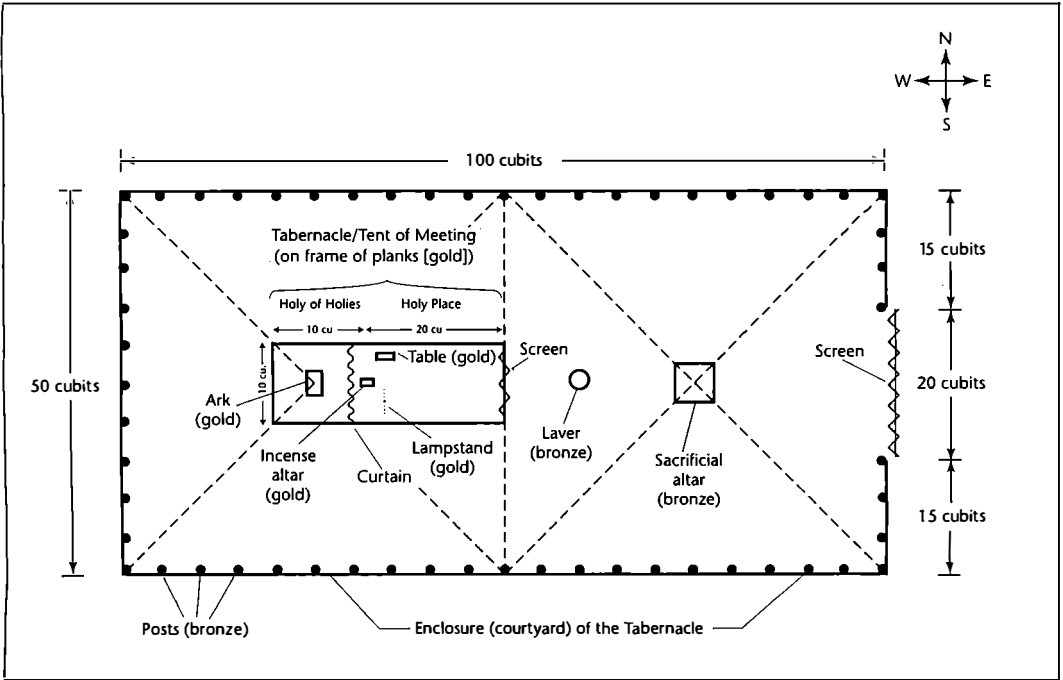 N
W E
S
100 cubits
Tabernacle/Tent of Meeting
(on frame of planks [gold])
15 cubits
Holy of Holies Holy Place
10 cu 20 cu
Table (gold)
Screen
Screen
50 cubits
10 cu.
20 cubits
Ark
(gold)
Laver
(bronze)
Lampstand
(gold)
Incense
altar
(gold)
Curtain
Sacrificial
altar
(bronze)
15 cubits
Posts (bronze)
Enclosure (courtyard) of the Tabernacle